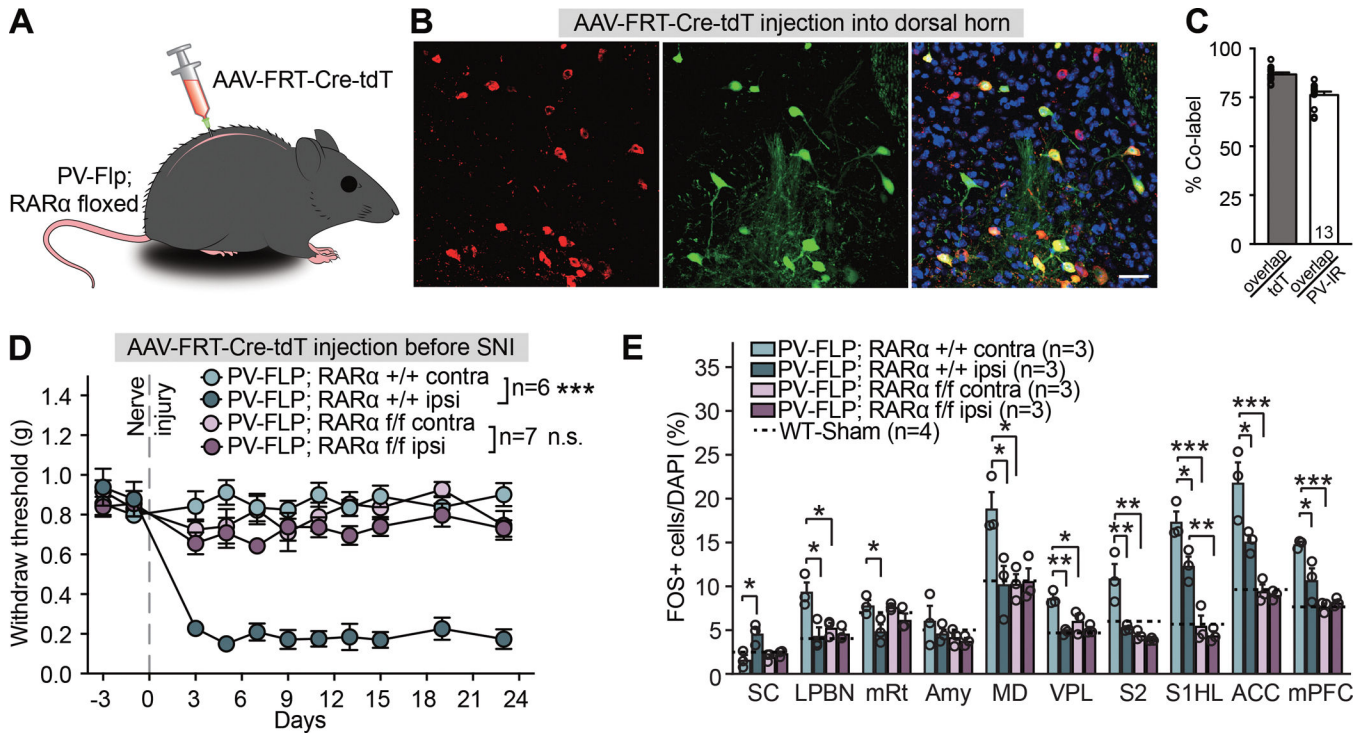 A
AAV-FRT-Cre-tdT
PV-Flp;
RARα floxed
B
AAV-FRT-Cre-tdT injection into dorsal horn
C
% Co-label
100
75
50
25
0
13
overlap
tdT
overlap
PV-IR
D
AAV-FRT-Cre-tdT injection before SNI
Nerve
injury
PV-FLP; RARα +/+ contra
PV-FLP; RARα +/+ ipsi
n=6 ***
PV-FLP; RARα f/f contra
PV-FLP; RARα f/f ipsi
n=7 n.s.
Withdraw threshold (g)
1.4
1.2
1.0
0.8
0.6
0.4
0.2
0.0
-3 0 3 6 9 12 15 18 21 24
Days
E
PV-FLP; RARα +/+ contra (n=3)
PV-FLP; RARα +/+ ipsi (n=3)
PV-FLP; RARα f/f contra (n=3)
PV-FLP; RARα f/f ipsi (n=3)
WT-Sham (n=4)
FOS+ cells/DAPI (%)
35
30
25
20
15
10
5
0
*
*
*
*
*
*
*
**
**
**
***
*
**
***
*
***
***
*
SC LPBN mRt Amy MD VPL S2 S1HL ACC mPFC